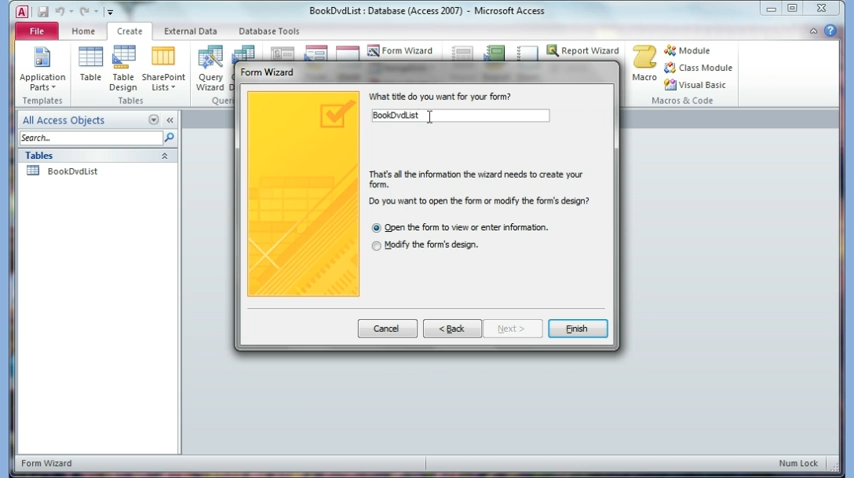 BookDvdList : Database (Access 2007) - Microsoft Access
File Home Create External Data Database Tools
Application Parts
Templates
Table
Table Design
SharePoint Lists
Tables
Query
Form Wizard
Report Wizard
Macro
Module
Class Module
Visual Basic
Macros & Code
All Access Objects
Search...
Tables
BookDvdList
Form Wizard
What title do you want for your form?
BookDvdList
That's all the information the wizard needs to create your
form.
Do you want to open the form or modify the form's design?
Open the form to view or enter information.
Modify the form's design.
Cancel < Back Next > Finish
Form Wizard Num Lock